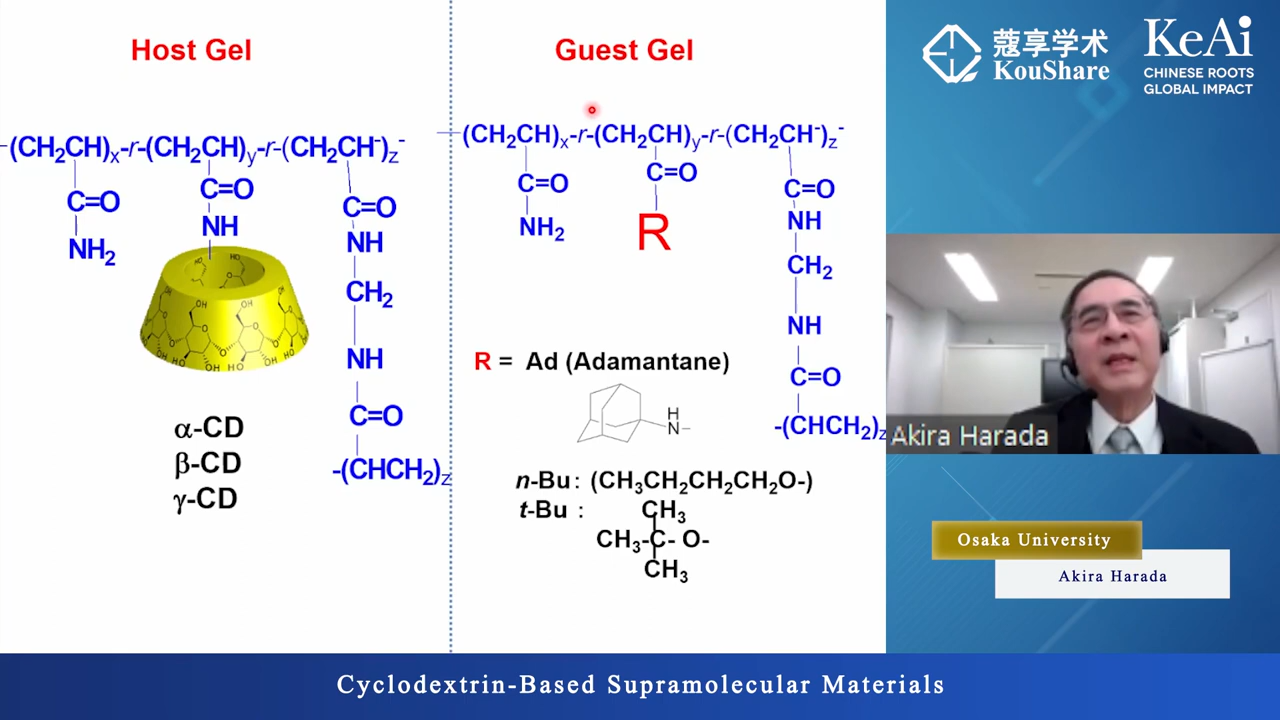 Host Gel
-(CH₂CH)ₓ-r-(CH₂CH)y-r-(CH₂CH⁻)z⁻
C=O
NH₂
C=O
NH
C=O
NH
CH₂
NH
C=O
-(CHCH₂)z
α-CD
β-CD
γ-CD
Guest Gel
—(CH₂CH)ₓ-r-(CH₂CH)y-r-(CH₂CH⁻)z⁻
C=O
NH₂
C=O
R
C=O
NH
CH₂
NH
C=O
-(CHCH₂)z
R = Ad (Adamantane)
H
N-
n-Bu: (CH₃CH₂CH₂CH₂O-)
t-Bu :
CH₃
CH₃-C- O-
CH₃
蔻享学术
KouShare
KeAi
CHINESE ROOTS
GLOBAL IMPACT
Akira Harada
Osaka University
Akira Harada
Cyclodextrin-Based Supramolecular Materials